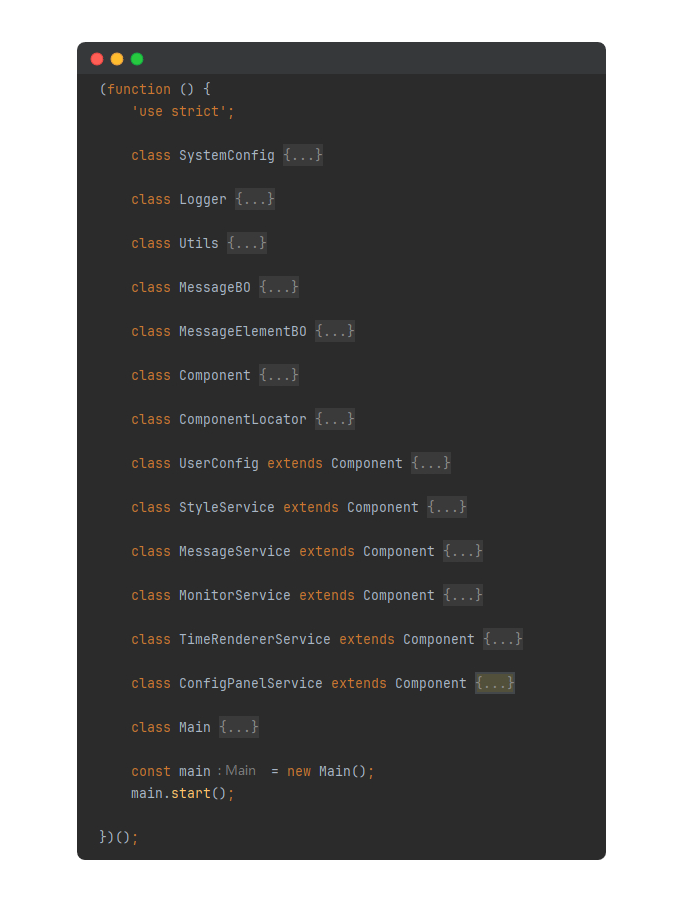 (function () {
'use strict';
class SystemConfig {...}
class Logger {...}
class Utils {...}
class MessageBO {...}
class MessageElementBO {...}
class Component {...}
class ComponentLocator {...}
class UserConfig extends Component {...}
class StyleService extends Component {...}
class MessageService extends Component {...}
class MonitorService extends Component {...}
class TimeRendererService extends Component {...}
class ConfigPanelService extends Component {...}
class Main {...}
const main : Main = new Main();
main.start();
})();